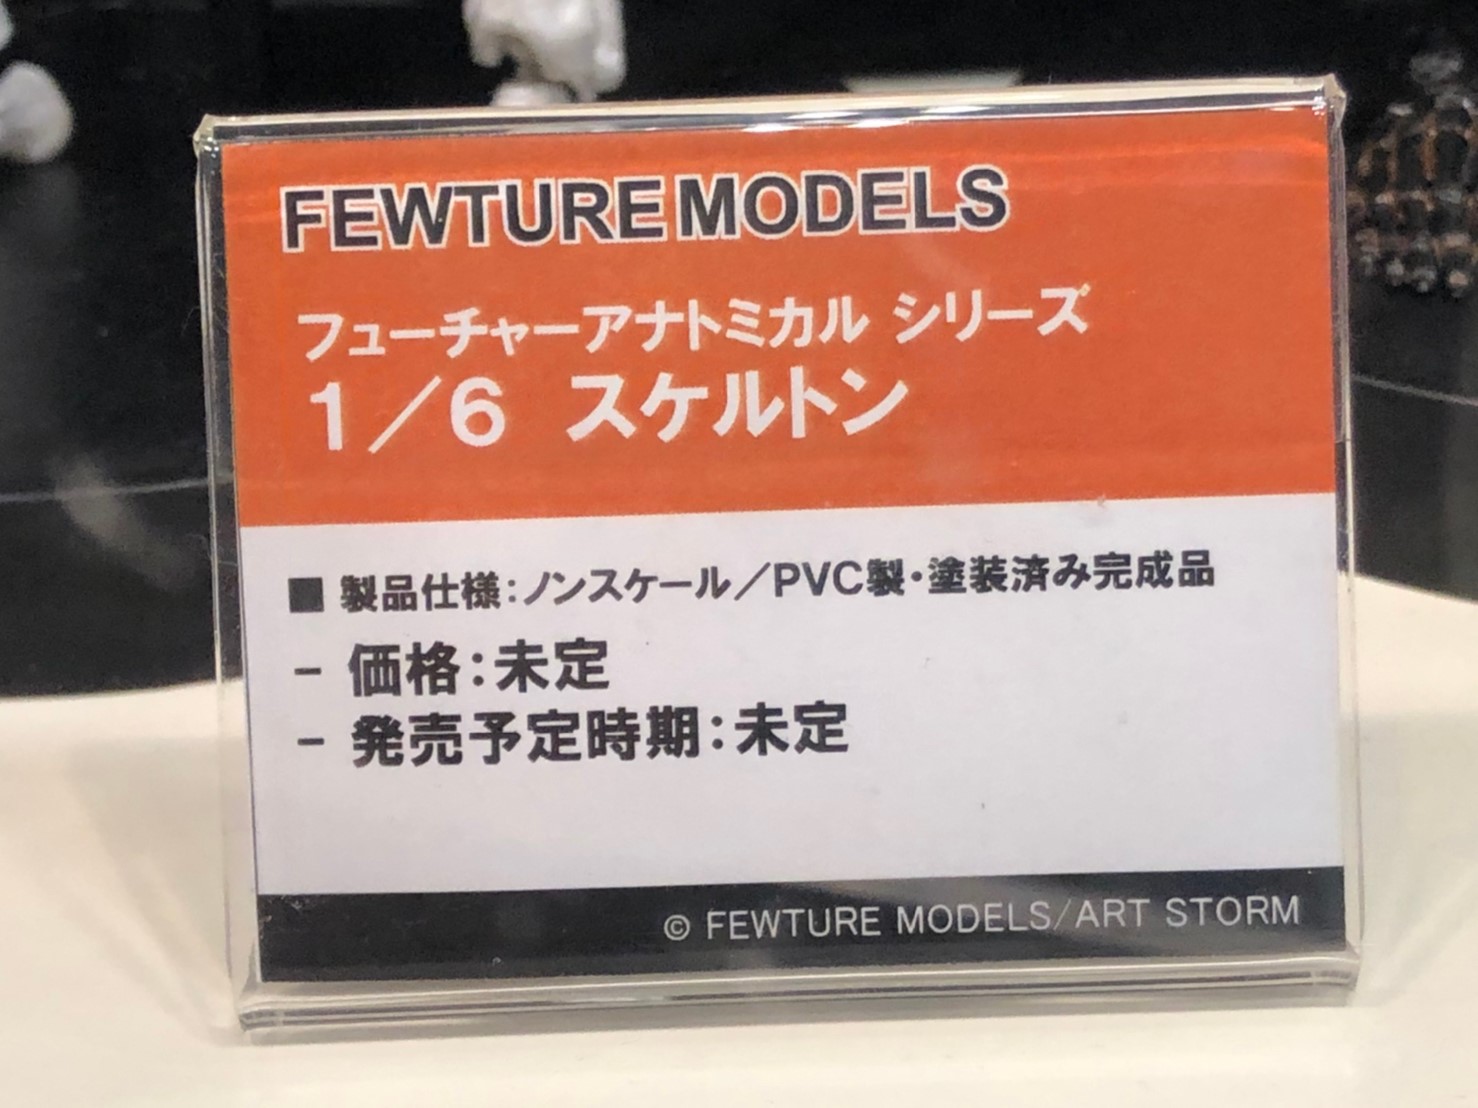 FEWTURE MODELS
フューチャーアナトミカル シリーズ
1／6 スケルトン
■ 製品仕様：ノンスケール／PVC製・塗装済み完成品
- 価格：未定
- 発売予定時期：未定
© FEWTURE MODELS/ART STORM